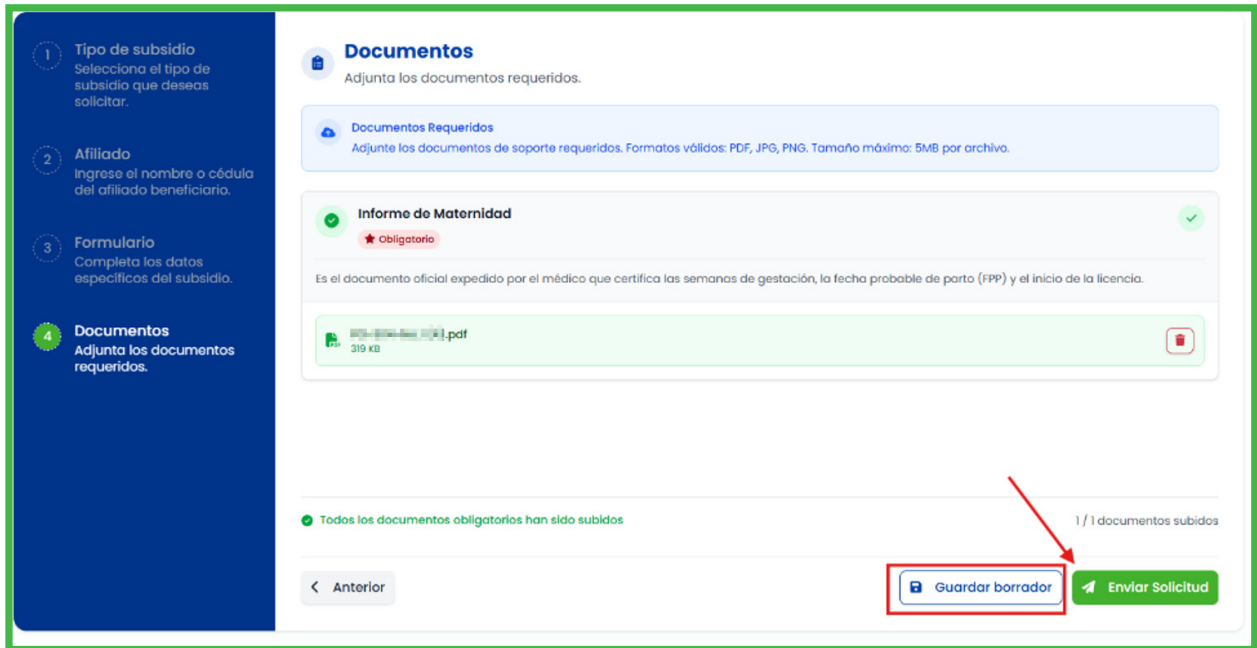 1
Tipo de subsidio
Selecciona el tipo de
subsidio que deseas
solicitar.
2
Afiliado
Ingrese el nombre o cédula
del afiliado beneficiario.
3
Formulario
Completa los datos
específicos del subsidio.
4
Documentos
Adjunta los documentos
requeridos.
Documentos
Adjunta los documentos requeridos.
Documentos Requeridos
Adjunte los documentos de soporte requeridos. Formatos válidos: PDF, JPG, PNG. Tamaño máximo: 5MB por archivo.
Informe de Maternidad
Obligatorio
Es el documento oficial expedido por el médico que certifica las semanas de gestación, la fecha probable de parto (FPP) y el inicio de la licencia.
.pdf
319 KB
Todos los documentos obligatorios han sido subidos
1 / 1 documentos subidos
Anterior
Guardar borrador
Enviar Solicitud